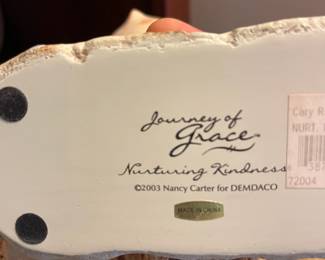 Journey of
Grace
Nurturing Kindness
©2003 Nancy Carter for DEMDACO
MADE IN CHINA
Cary R
NURT.
72004